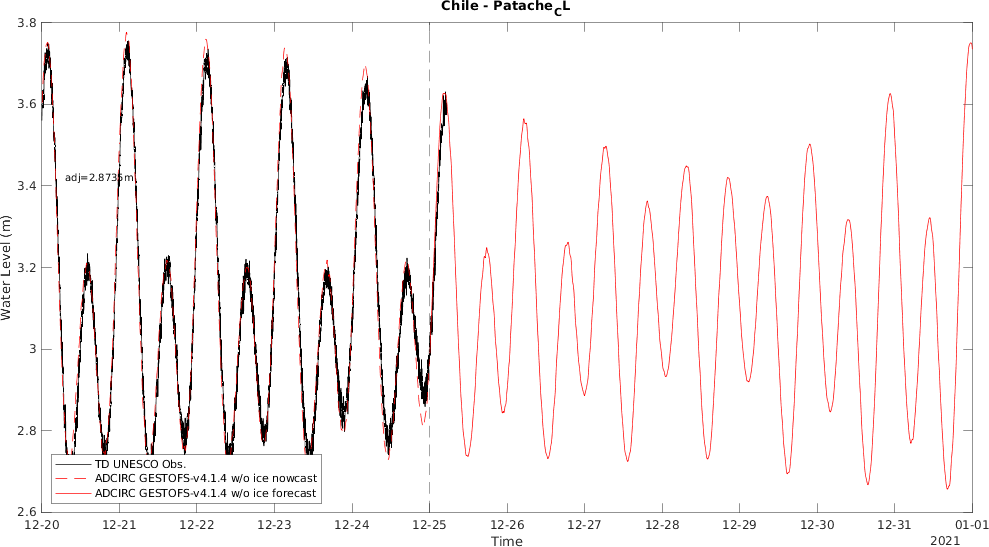 Chile - Patache_CL
3.8
3.6
3.4
3.2
3
2.8
2.6
Water Level (m)
adj=2.8735m
TD UNESCO Obs.
ADCIRC GESTOFS-v4.1.4 w/o ice nowcast
ADCIRC GESTOFS-v4.1.4 w/o ice forecast
12-20 12-21 12-22 12-23 12-24 12-25 12-26 12-27 12-28 12-29 12-30 12-31 01-01
Time
2021